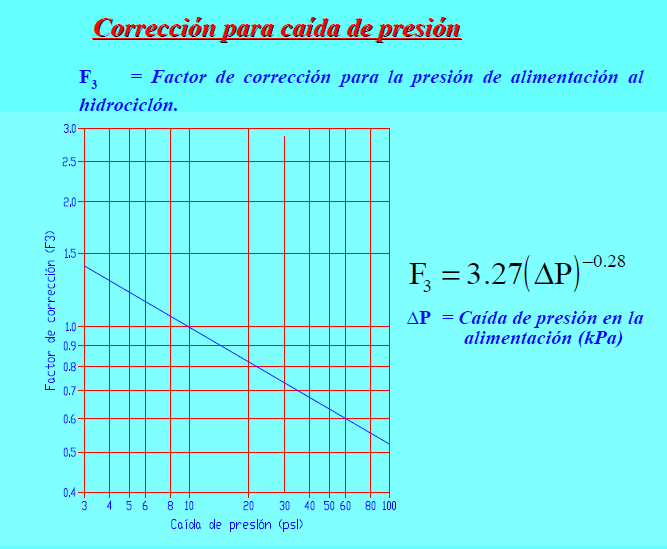 Corrección para caída de presión
F3 = Factor de corrección para la presión de alimentación al
hidrociclón.
3.0
2.5
2.0
1.5
1.0
0.9
0.8
0.7
0.6
0.5
0.4
Factor de corrección (F3)
3 4 5 6 8 10 20 30 40 50 60 80 100
Caída de presión (psi)
F3 = 3.27(ΔP)^−0.28
ΔP = Caída de presión en la
alimentación (kPa)